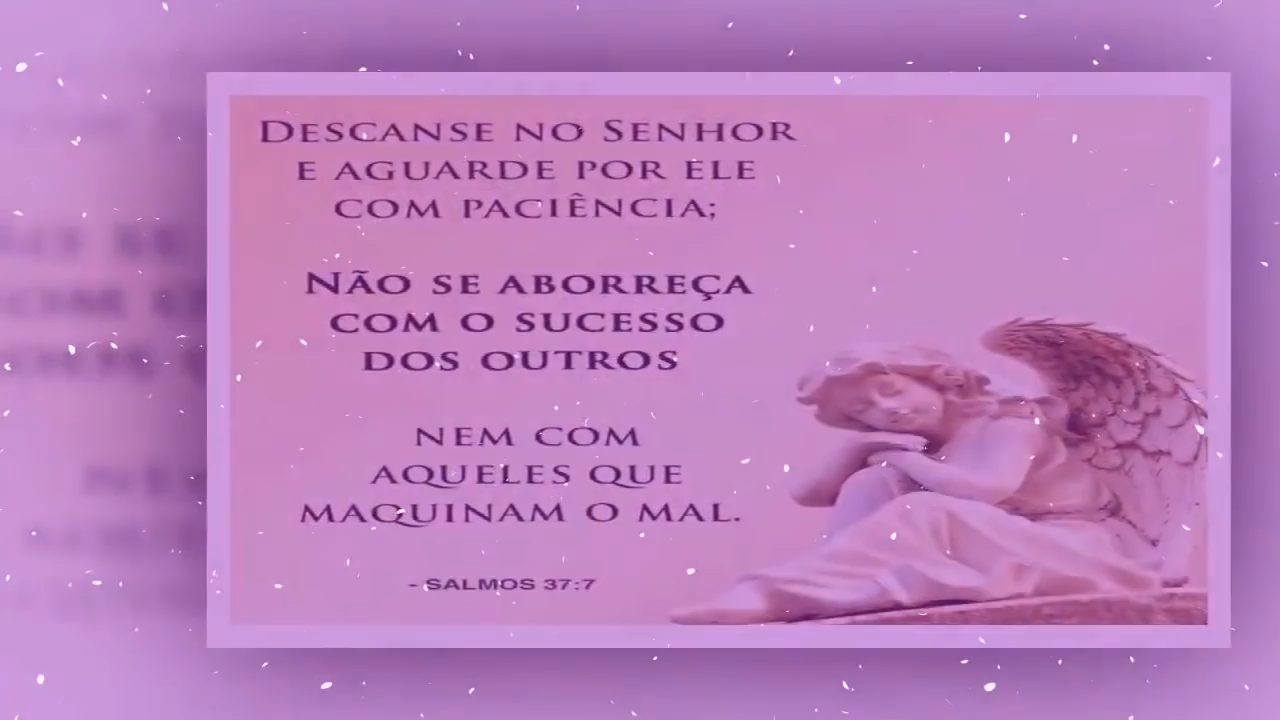 DESCANSE NO SENHOR
E AGUARDE POR ELE
COM PACIÊNCIA;
NÃO SE ABORREÇA
COM O SUCESSO
DOS OUTROS
NEM COM
AQUELES QUE
MAQUINAM O MAL.
- SALMOS 37:7